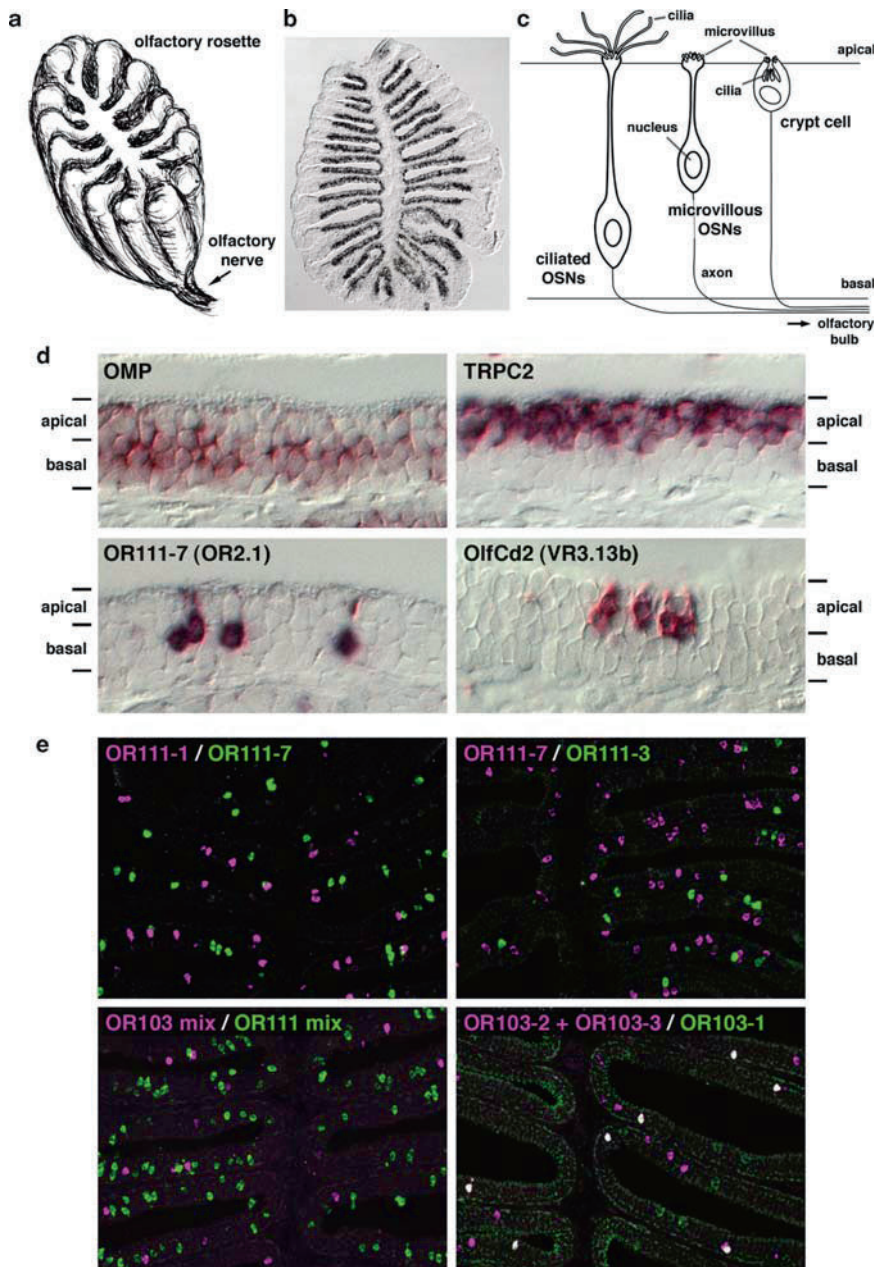 a
olfactory rosette
olfactory
nerve
b
c
cilia
microvillus
apical
cilia
crypt cell
nucleus
microvillous
OSNs
ciliated
OSNs
axon
basal
olfactory
bulb
d
OMP
apical
basal
TRPC2
apical
basal
OR111-7 (OR2.1)
apical
basal
OlfCd2 (VR3.13b)
apical
basal
e
OR111-1 / OR111-7
OR111-7 / OR111-3
OR103 mix / OR111 mix
OR103-2 + OR103-3 / OR103-1